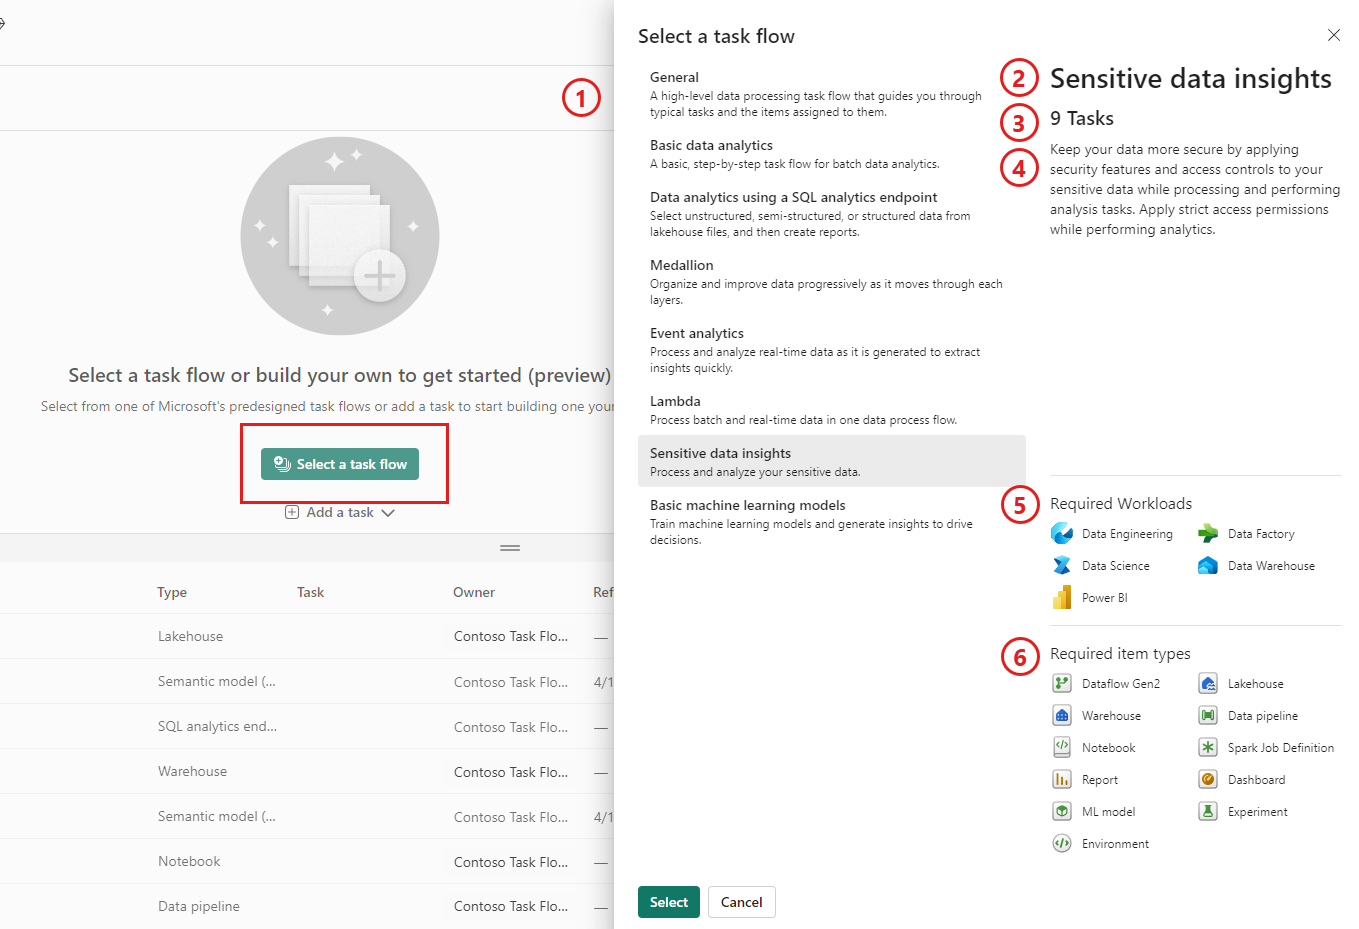 1
Select a task flow or build your own to get started (preview)
Select from one of Microsoft's predesigned task flows or add a task to start building one your
Select a task flow
Add a task
Type Task Owner Ref
Lakehouse Contoso Task Flo... —
Semantic model (... Contoso Task Flo... 4/1
SQL analytics end... Contoso Task Flo... —
Warehouse Contoso Task Flo... —
Semantic model (... Contoso Task Flo... 4/1
Notebook Contoso Task Flo... —
Data pipeline Contoso Task Flo... —
Select a task flow
General
A high-level data processing task flow that guides you through
typical tasks and the items assigned to them.
Basic data analytics
A basic, step-by-step task flow for batch data analytics.
Data analytics using a SQL analytics endpoint
Select unstructured, semi-structured, or structured data from
lakehouse files, and then create reports.
Medallion
Organize and improve data progressively as it moves through each
layers.
Event analytics
Process and analyze real-time data as it is generated to extract
insights quickly.
Lambda
Process batch and real-time data in one data process flow.
Sensitive data insights
Process and analyze your sensitive data.
Basic machine learning models
Train machine learning models and generate insights to drive
decisions.
Select Cancel
2 Sensitive data insights
3 9 Tasks
4 Keep your data more secure by applying
security features and access controls to your
sensitive data while processing and performing
analysis tasks. Apply strict access permissions
while performing analytics.
5 Required Workloads
Data Engineering Data Factory
Data Science Data Warehouse
Power BI
6 Required item types
Dataflow Gen2 Lakehouse
Warehouse Data pipeline
Notebook Spark Job Definition
Report Dashboard
ML model Experiment
Environment